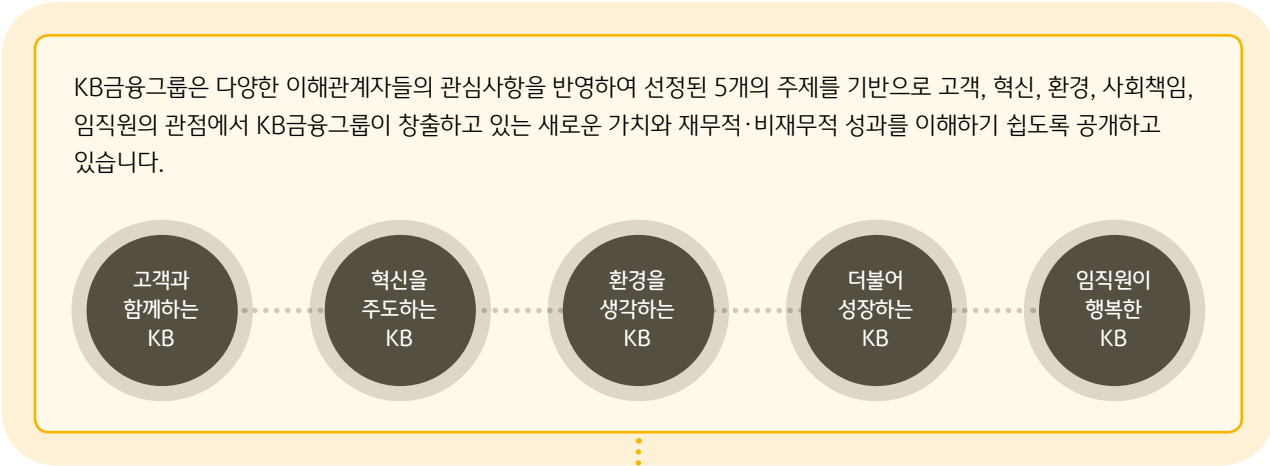 KB금융그룹은 다양한 이해관계자들의 관심사항을 반영하여 선정된 5개의 주제를 기반으로 고객, 혁신, 환경, 사회책임,
임직원의 관점에서 KB금융그룹이 창출하고 있는 새로운 가치와 재무적·비재무적 성과를 이해하기 쉽도록 공개하고
있습니다.
고객과
함께하는
KB
혁신을
주도하는
KB
환경을
생각하는
KB
더불어
성장하는
KB
임직원이
행복한
KB